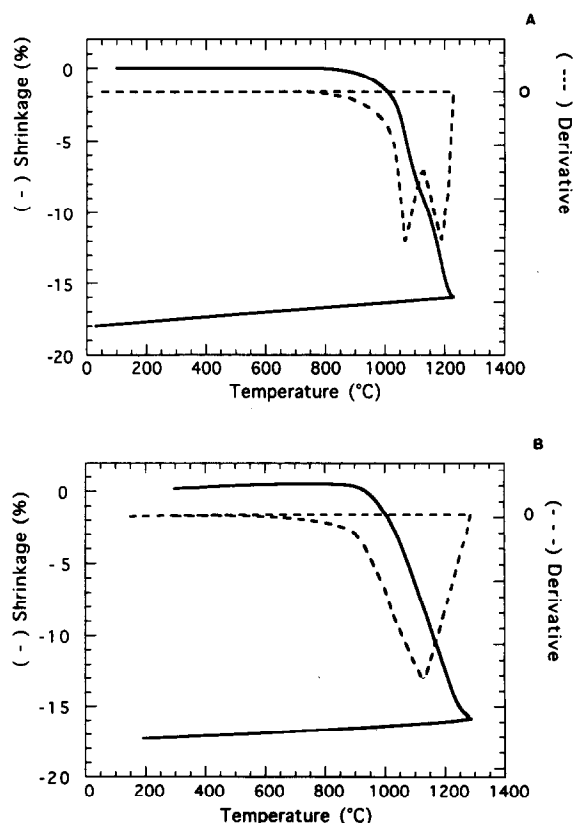 A
( - ) Shrinkage (%)
0
-5
-10
-15
-20
0 200 400 600 800 1000 1200 1400
Temperature (°C)
0
( --- ) Derivative
B
( - ) Shrinkage (%)
0
-5
-10
-15
-20
0 200 400 600 800 1000 1200 1400
Temperature (°C)
0
( - - - ) Derivative